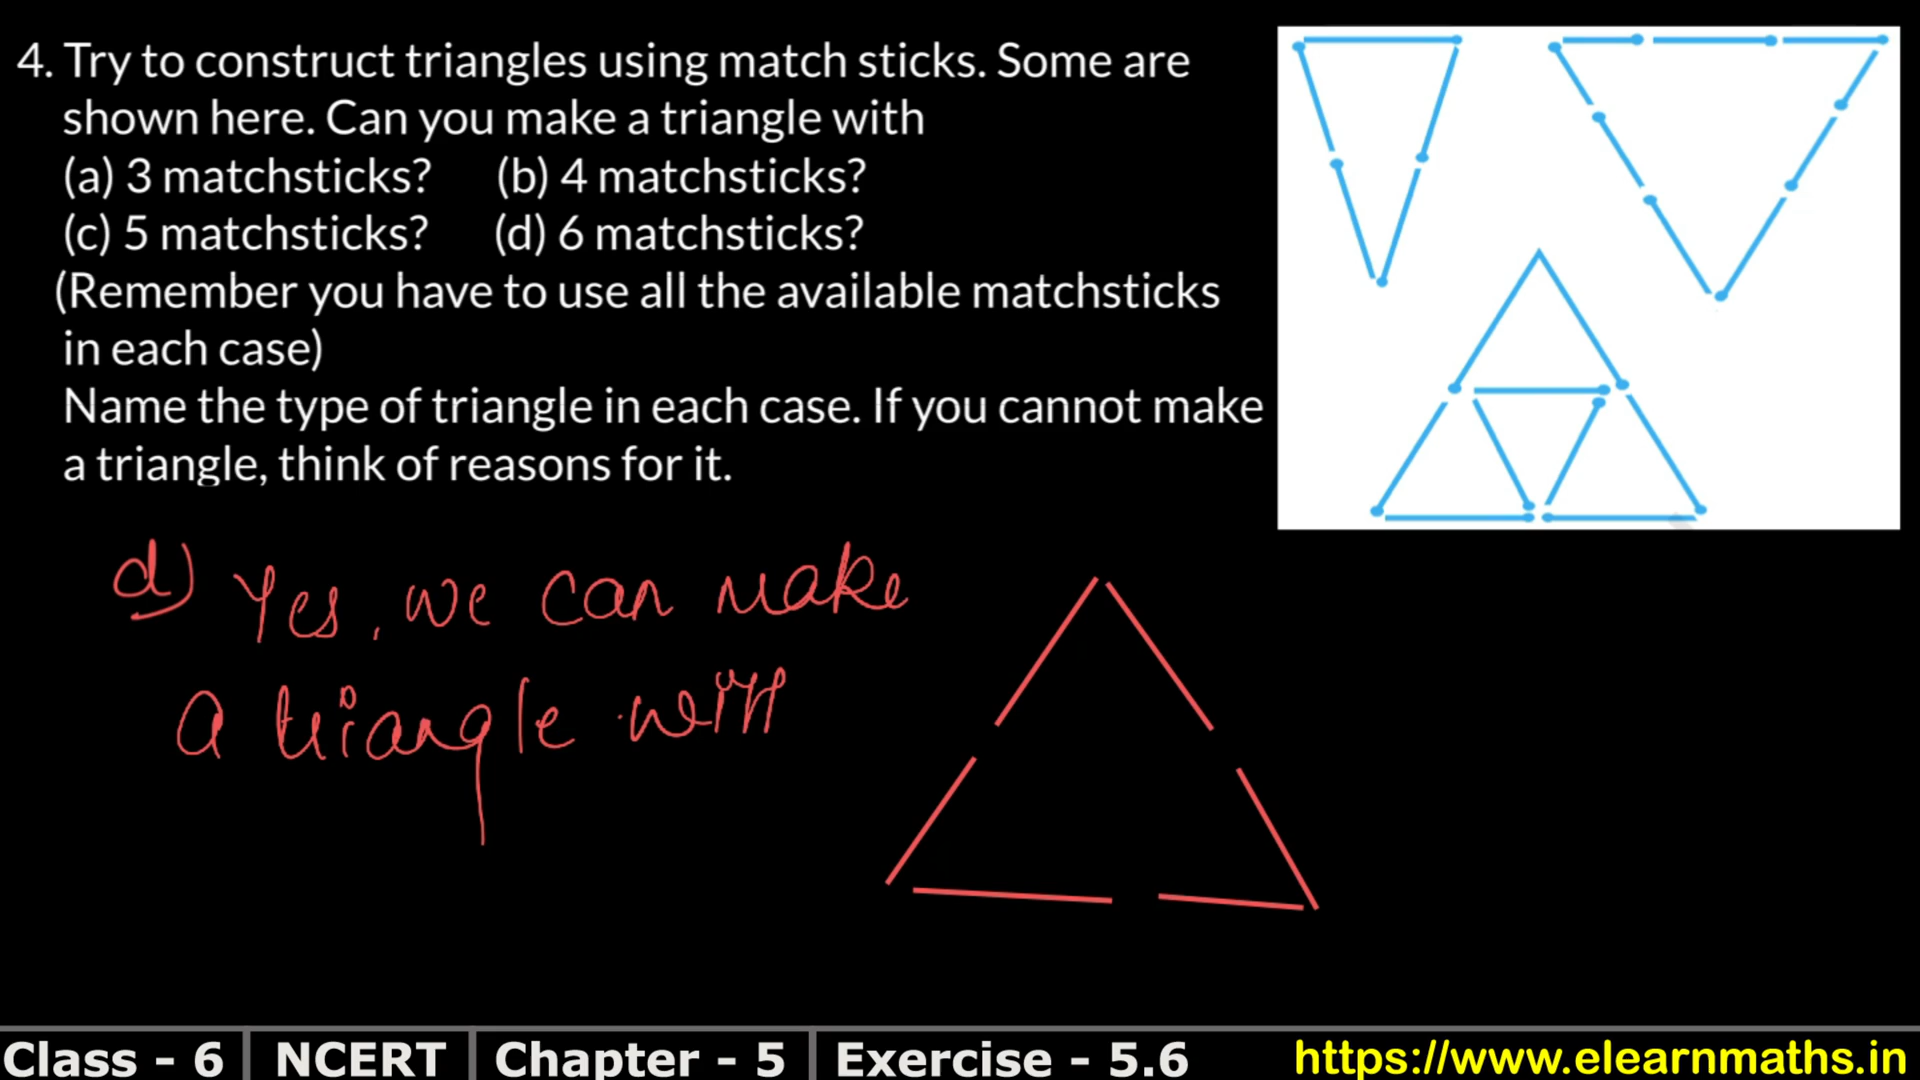 4. Try to construct triangles using match sticks. Some are
shown here. Can you make a triangle with
(a) 3 matchsticks? (b) 4 matchsticks?
(c) 5 matchsticks? (d) 6 matchsticks?
(Remember you have to use all the available matchsticks
in each case)
Name the type of triangle in each case. If you cannot make
a triangle, think of reasons for it.
d) Yes, we can make
a triangle with
Class - 6 NCERT Chapter - 5 Exercise - 5.6 https://www.elearnmaths.in